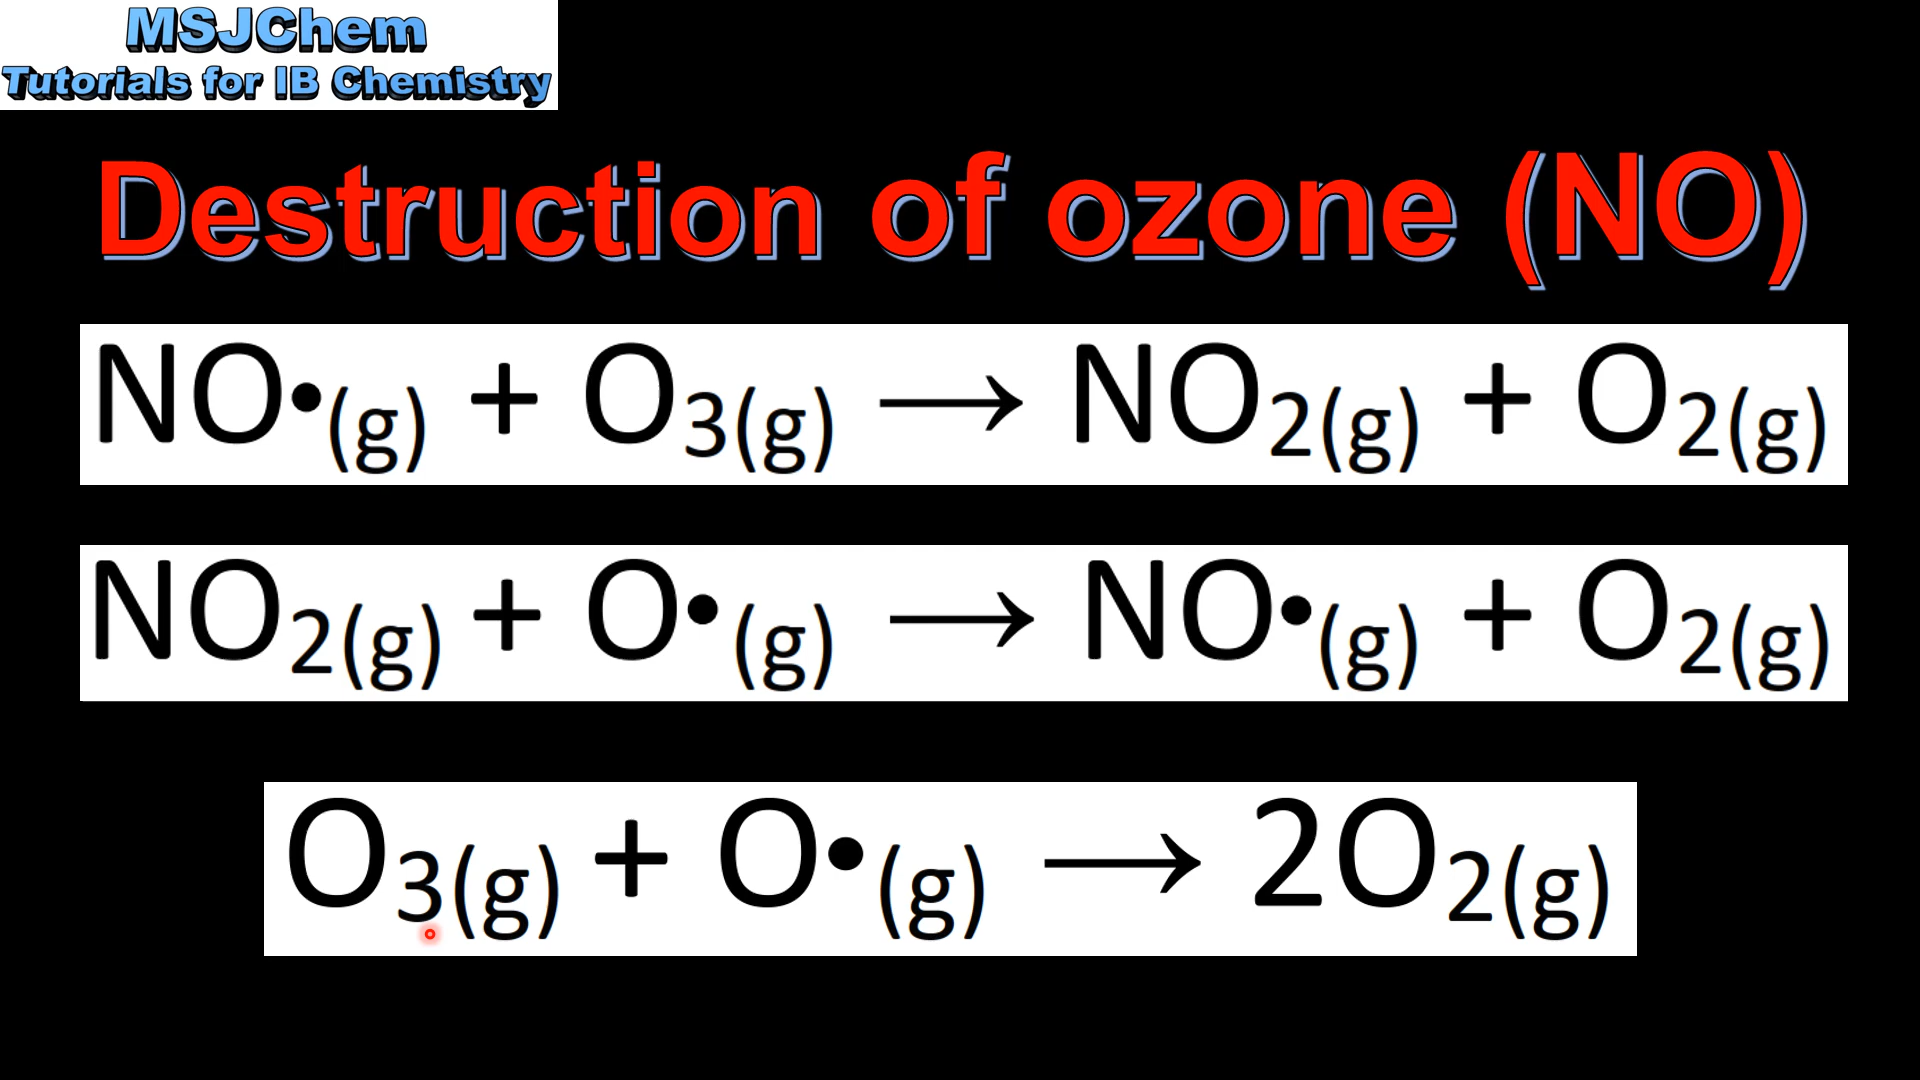 MSJChem
Tutorials for IB Chemistry
Destruction of ozone (NO)
NO•(g) + O₃(g) ⟶ NO₂(g) + O₂(g)
NO₂(g) + O•(g) ⟶ NO•(g) + O₂(g)
O₃(g) + O•(g) ⟶ 2O₂(g)